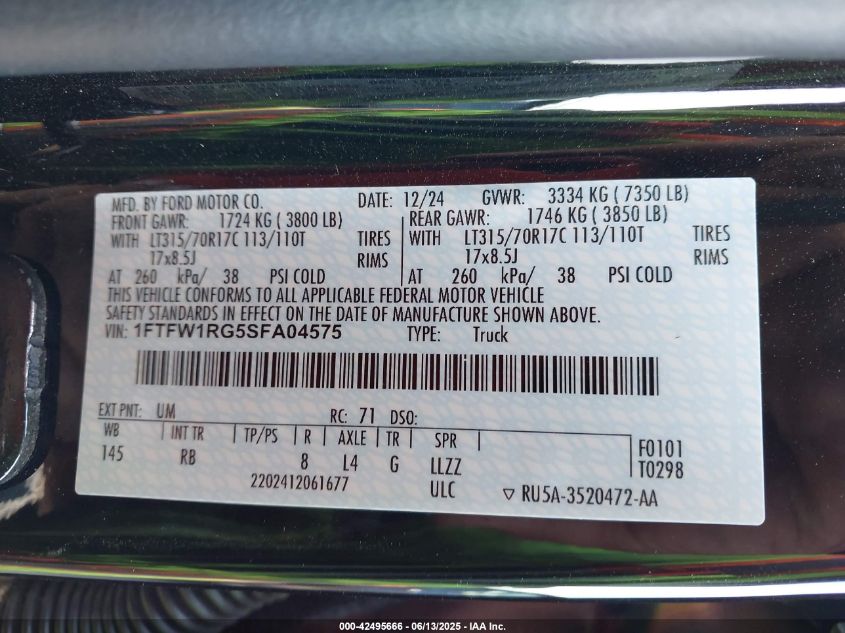 MFD. BY FORD MOTOR CO. DATE: 12/24 GVWR: 3334 KG ( 7350 LB)
FRONT GAWR: 1724 KG ( 3800 LB) REAR GAWR: 1746 KG ( 3850 LB)
WITH LT315/70R17C 113/110T TIRES WITH LT315/70R17C 113/110T TIRES
17x8.5J RIMS 17x8.5J RIMS
AT 260 kPa/ 38 PSI COLD AT 260 kPa/ 38 PSI COLD
THIS VEHICLE CONFORMS TO ALL APPLICABLE FEDERAL MOTOR VEHICLE
SAFETY STANDARDS IN EFFECT ON THE DATE OF MANUFACTURE SHOWN ABOVE.
VIN: 1FTFW1RG5SFA04575 TYPE: Truck
EXT PNT: UM RC: 71 DSO:
WB INT TR TP/PS R AXLE TR SPR
145 RB 8 L4 G LLZZ F0101
ULC T0298
2202412061677 RU5A-3520472-AA
000-42495666 - 06/13/2025 - IAA Inc.